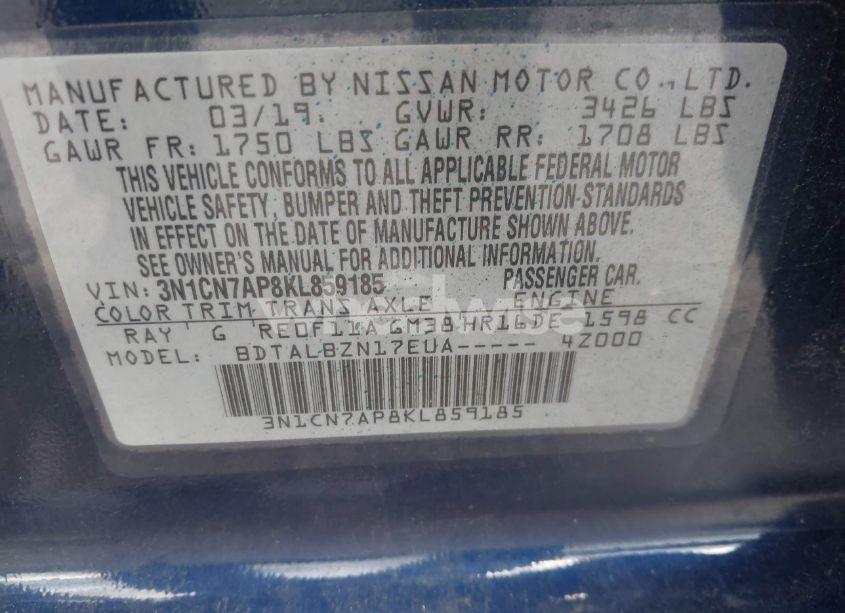 MANUFACTURED BY NISSAN MOTOR CO., LTD.
DATE: 03/19 GVWR: 3426 LBS
GAWR FR: 1750 LBS GAWR RR: 1708 LBS
THIS VEHICLE CONFORMS TO ALL APPLICABLE FEDERAL MOTOR
VEHICLE SAFETY, BUMPER AND THEFT PREVENTION STANDARDS
IN EFFECT ON THE DATE OF MANUFACTURE SHOWN ABOVE.
SEE OWNER'S MANUAL FOR ADDITIONAL INFORMATION.
VIN: 3N1CN7AP8KL859185 PASSENGER CAR.
COLOR TRIM TRANS AXLE ENGINE
RAY G RE0F11A GM38 HR16DE 1598 CC
MODEL: BDTALBZN17EUA----- 4Z000
3N1CN7AP8KL859185